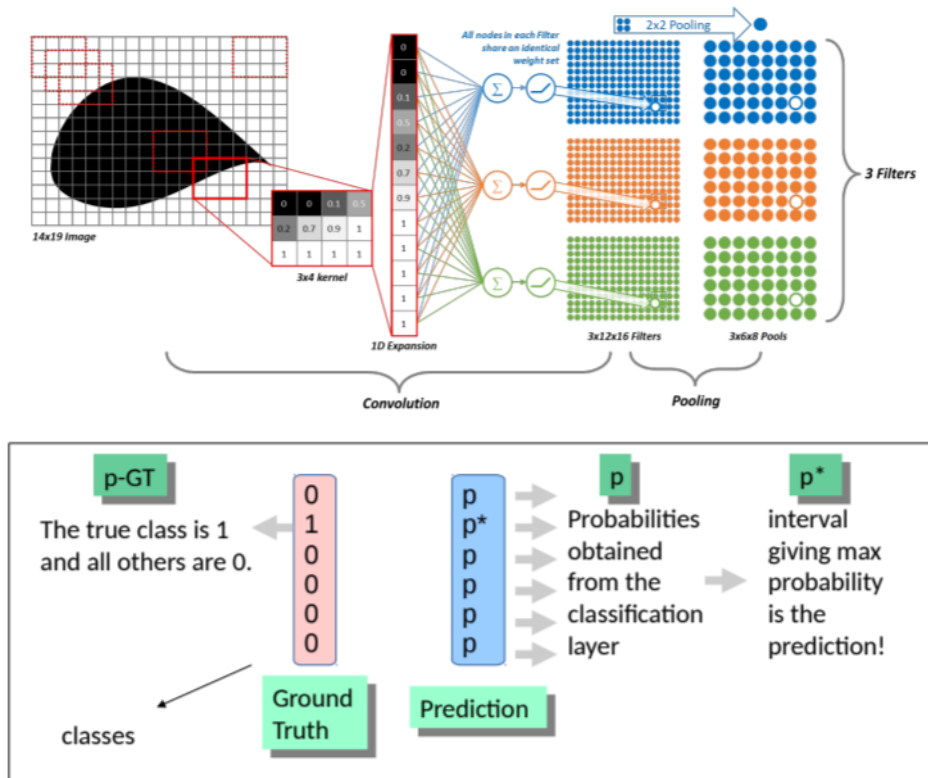 2x2 Pooling
All nodes in each Filter
share an identical
weight set
0
0
0.1
0.5
0.2
0.7
0.9
1
1
1
1
1
Σ
Σ
Σ
3 Filters
14x19 Image
0 0 0.1 0.5
0.2 0.7 0.9 1
1 1 1 1
3x4 kernel
1D Expansion
3x12x16 Filters
3x6x8 Pools
Convolution
Pooling
p-GT
The true class is 1
and all others are 0.
0
1
0
0
0
0
Ground
Truth
classes
p
p*
p
p
p
p
Prediction
p
Probabilities
obtained
from the
classification
layer
p*
interval
giving max
probability
is the
prediction!